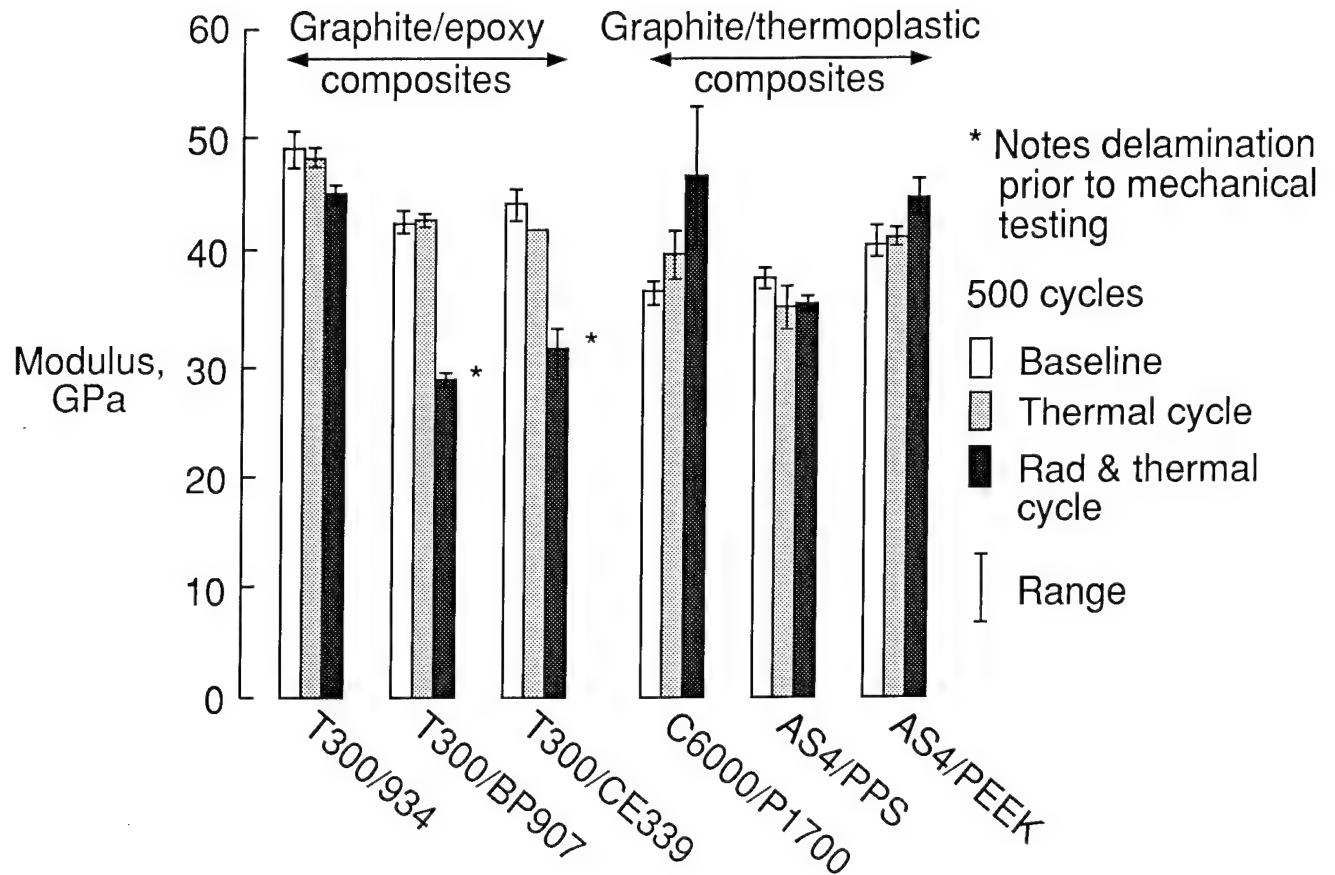 Graphite/epoxy
composites
Graphite/thermoplastic
composites
60
50
40
30
20
10
0
Modulus,
GPa
*
*
* Notes delamination
prior to mechanical
testing
500 cycles
Baseline
Thermal cycle
Rad & thermal
cycle
Range
T300/934
T300/BP907
T300/CE339
C6000/P1700
AS4/PPS
AS4/PEEK